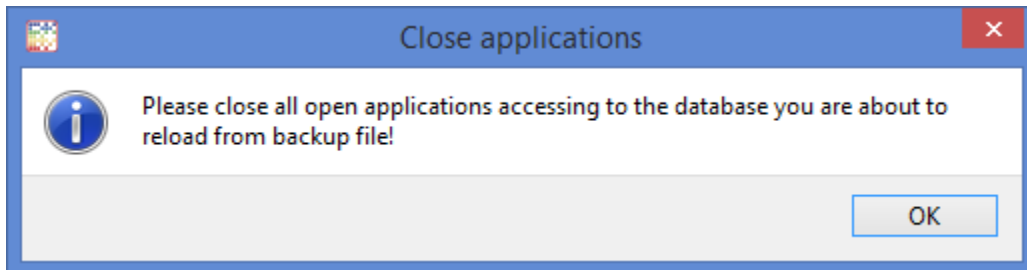 Close applications
Please close all open applications accessing to the database you are about to
reload from backup file!
OK